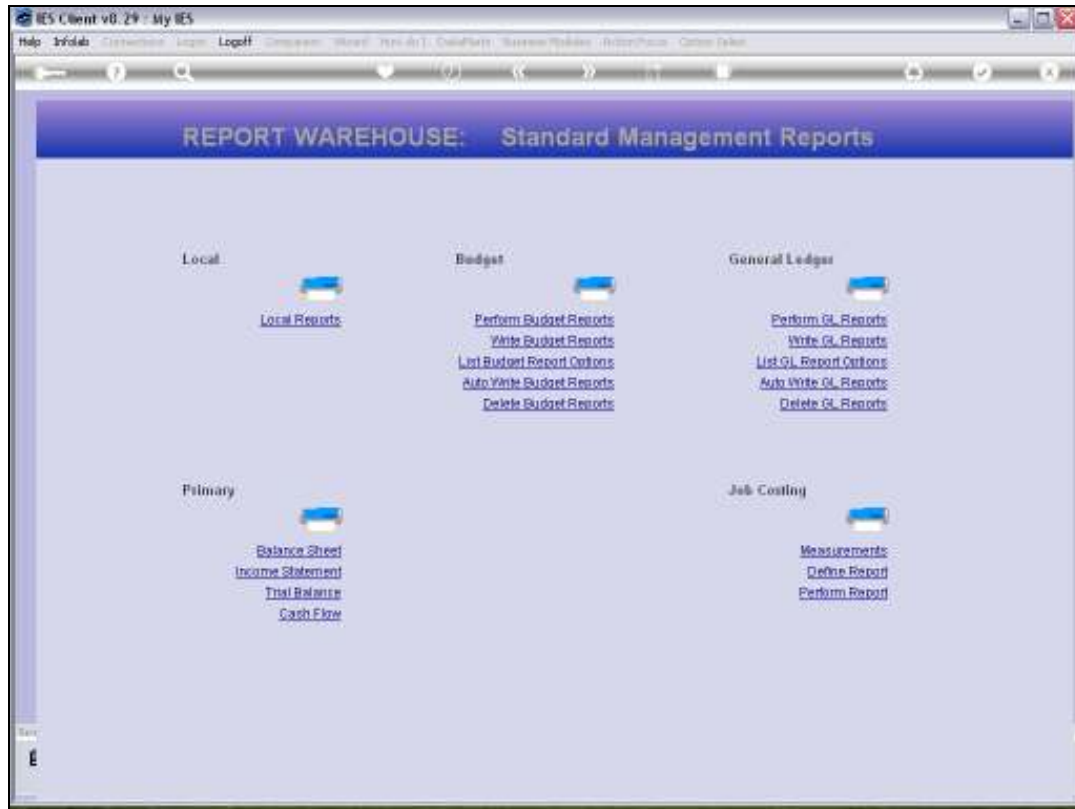 IES Client v8.29 : My IES
Help Infolab Logoff
REPORT WAREHOUSE: Standard Management Reports
Local
Local Reports
Budget
Perform Budget Reports
Write Budget Reports
List Budget Report Options
Auto Write Budget Reports
Delete Budget Reports
General Ledger
Perform GL Reports
Write GL Reports
List GL Report Options
Auto Write GL Reports
Delete GL Reports
Primary
Balance Sheet
Income Statement
Trial Balance
Cash Flow
Job Costing
Measurements
Define Report
Perform Report